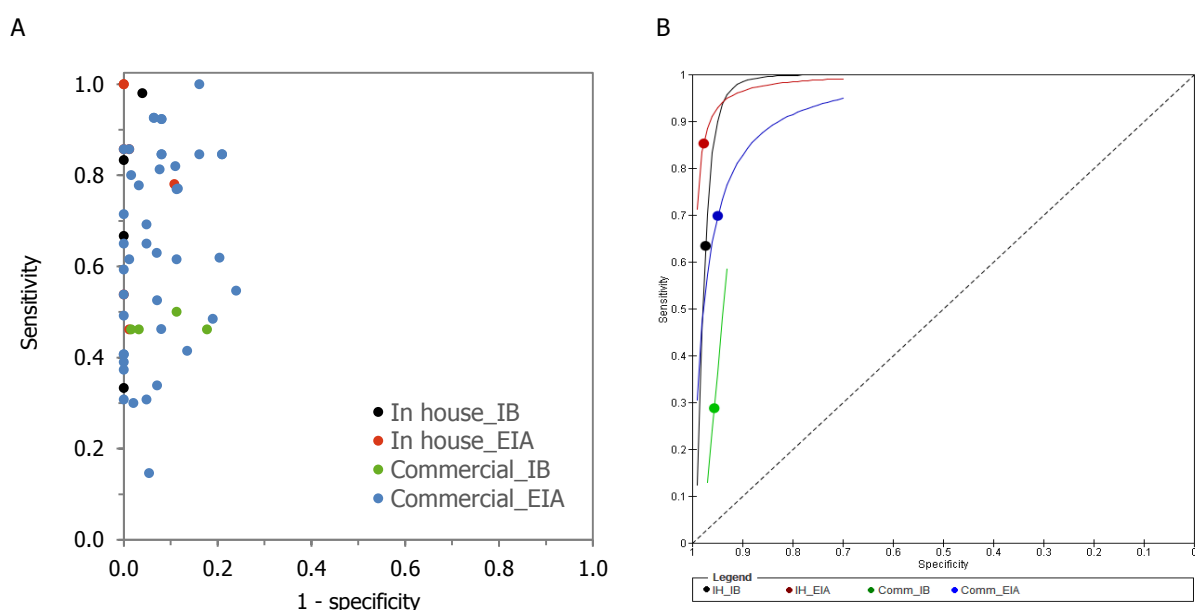 A
1.0
0.8
0.6
0.4
0.2
0.0
Sensitivity
In house_IB
In house_EIA
Commercial_IB
Commercial_EIA
0.0 0.2 0.4 0.6 0.8 1.0
1 - specificity
B
1
0.9
0.8
0.7
0.6
0.5
0.4
0.3
0.2
0.1
0
Sensitivity
1 0.9 0.8 0.7 0.6 0.5 0.4 0.3 0.2 0.1 0
Specificity
Legend
IH_IB IH_EIA Comm_IB Comm_EIA